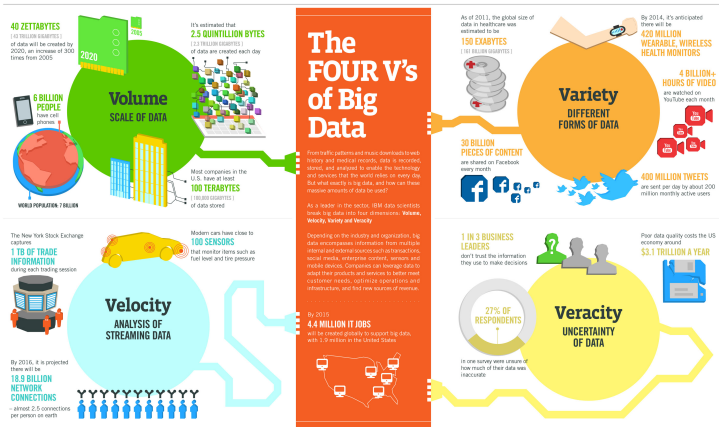 40 ZETTABYTES
[ 43 TRILLION GIGABYTES ]
of data will be created by
2020, an increase of 300
times from 2005
2005
2020
It's estimated that
2.5 QUINTILLION BYTES
[ 2.3 TRILLION GIGABYTES ]
of data are created each day
6 BILLION
PEOPLE
have cell
phones
WORLD POPULATION: 7 BILLION
Volume
SCALE OF DATA
Most companies in the
U.S. have at least
100 TERABYTES
[ 100,000 GIGABYTES ]
of data stored
The
FOUR V's
of Big
Data
From traffic patterns and music downloads to web
history and medical records, data is recorded,
stored, and analyzed to enable the technology
and services that the world relies on every day.
But what exactly is big data, and how can these
massive amounts of data be used?
As a leader in the sector, IBM data scientists
break big data into four dimensions: Volume,
Velocity, Variety and Veracity
Depending on the industry and organization, big
data encompasses information from multiple
internal and external sources such as transactions,
social media, enterprise content, sensors and
mobile devices. Companies can leverage data to
adapt their products and services to better meet
customer needs, optimize operations and
infrastructure, and find new sources of revenue.
By 2015
4.4 MILLION IT JOBS
will be created globally to support big data,
with 1.9 million in the United States
As of 2011, the global size of
data in healthcare was
estimated to be
150 EXABYTES
[ 161 BILLION GIGABYTES ]
By 2014, it's anticipated
there will be
420 MILLION
WEARABLE, WIRELESS
HEALTH MONITORS
4 BILLION+
HOURS OF VIDEO
are watched on
YouTube each month
You
Tube
You
Tube
You
Tube
You
Tube
Variety
DIFFERENT
FORMS OF DATA
30 BILLION
PIECES OF CONTENT
are shared on Facebook
every month
400 MILLION TWEETS
are sent per day by about 200
million monthly active users
The New York Stock Exchange
captures
1 TB OF TRADE
INFORMATION
during each trading session
Modern cars have close to
100 SENSORS
that monitor items such as
fuel level and tire pressure
Velocity
ANALYSIS OF
STREAMING DATA
By 2016, it is projected
there will be
18.9 BILLION
NETWORK
CONNECTIONS
– almost 2.5 connections
per person on earth
1 IN 3 BUSINESS
LEADERS
don't trust the information
they use to make decisions
?
Poor data quality costs the US
economy around
$3.1 TRILLION A YEAR
27% OF
RESPONDENTS
in one survey were unsure of
how much of their data was
inaccurate
Veracity
UNCERTAINTY
OF DATA